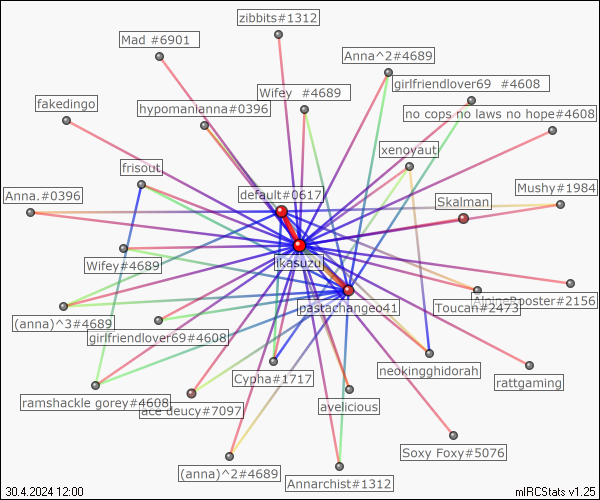 zibbits#1312
Mad #6901
Anna^2#4689
girlfriendlover69 #4608
Wifey #4689
fakedingo
hypomanianna#0396
no cops no laws no hope#4608
xenoyaut
frisout
default#0617
Mushy#1984
Anna.#0396
Skalman
ikasuzu
Wifey#4689
AlpineRooster#2156
pastachangeo41
Toucan#2473
(anna)^3#4689
girlfriendlover69#4608
neokingghidorah
Cypha#1717
rattgaming
ramshackle gorey#4608
ace deucy#7097
avelicious
Soxy Foxy#5076
(anna)^2#4689
Annarchist#1312
30.4.2024 12:00
mIRCStats v1.25